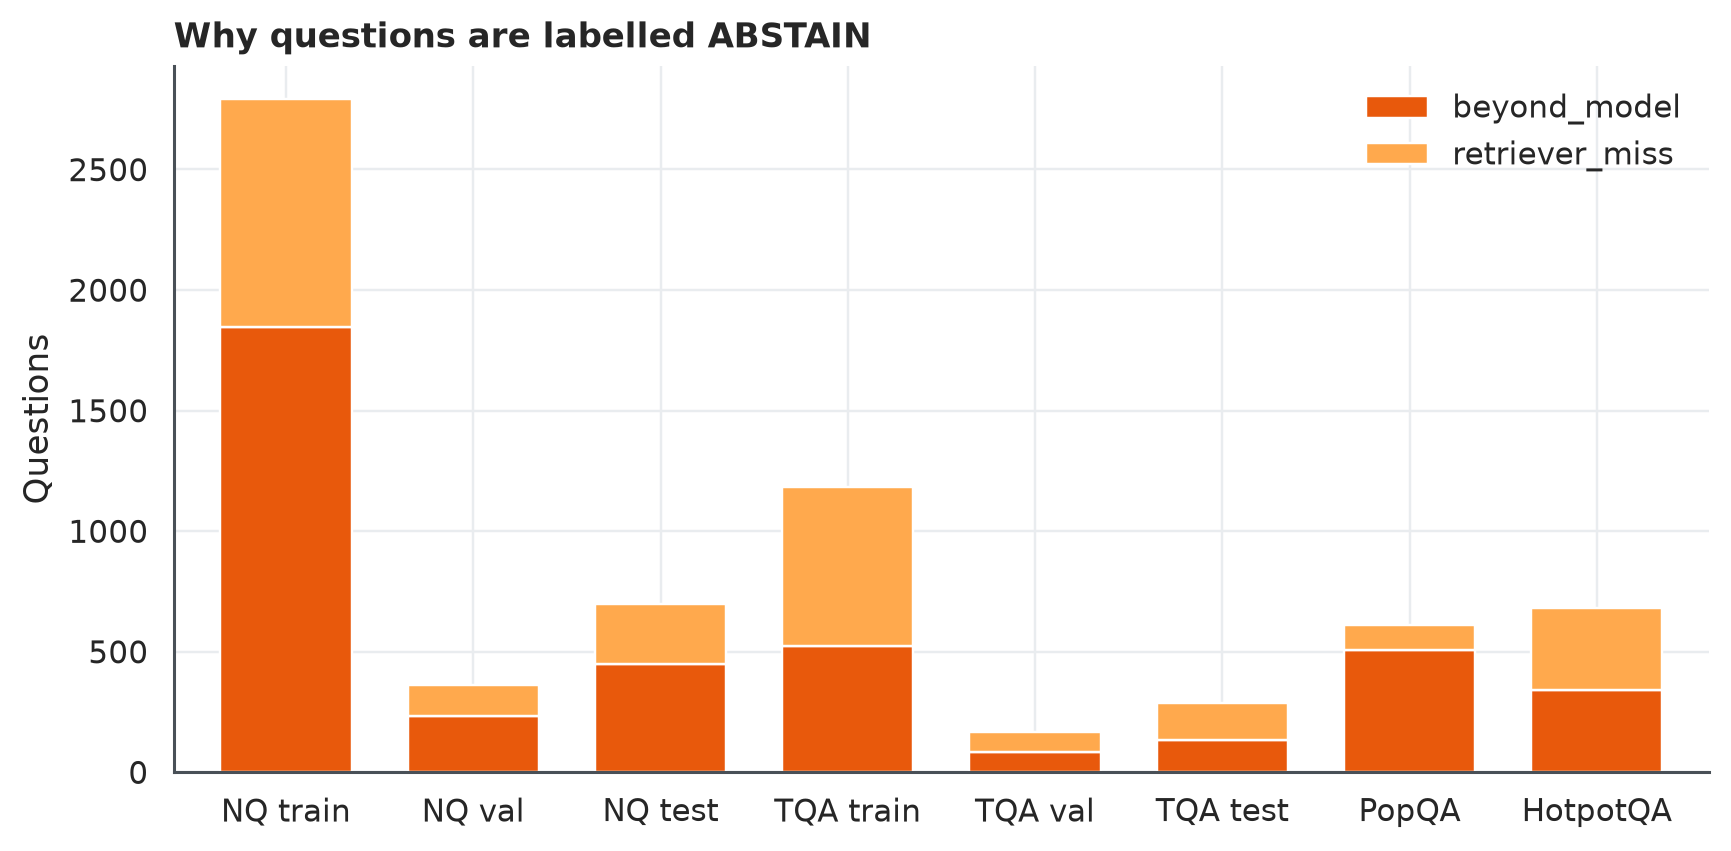 Why questions are labelled ABSTAIN
beyond_model
retriever_miss
Questions
2500
2000
1500
1000
500
0
NQ train NQ val NQ test TQA train TQA val TQA test PopQA HotpotQA